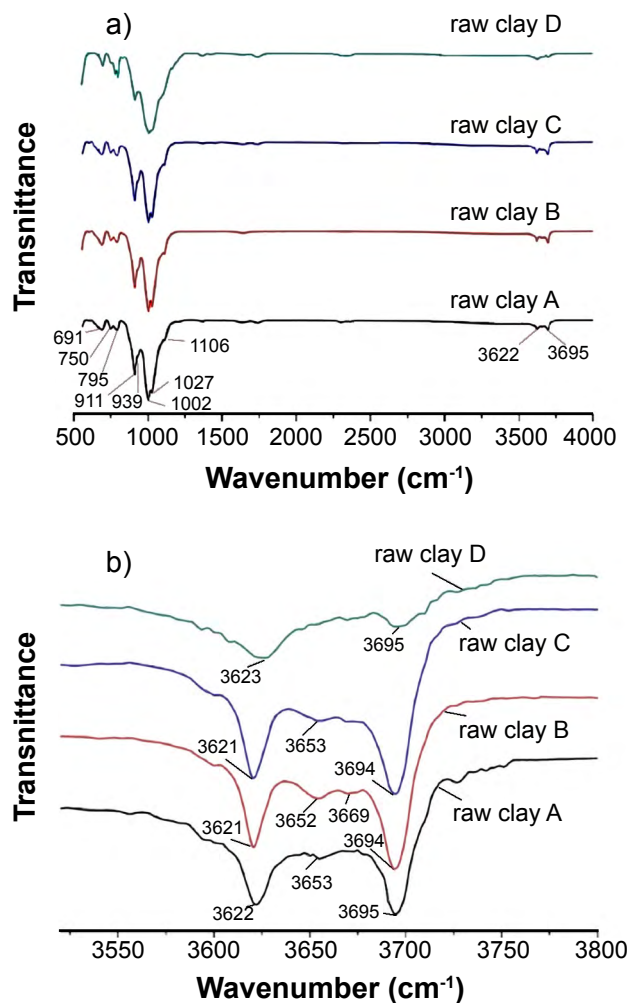 a)
raw clay D
raw clay C
raw clay B
raw clay A
Transnittance
691
750
795
911
939
1002
1027
1106
3622
3695
500 1000 1500 2000 2500 3000 3500 4000
Wavenumber (cm-1)
b)
raw clay D
3623
3695
raw clay C
3621
3653
3694
raw clay B
3621
3652
3669
3694
raw clay A
3622
3653
3695
Transnittance
3550 3600 3650 3700 3750 3800
Wavenumber (cm-1)